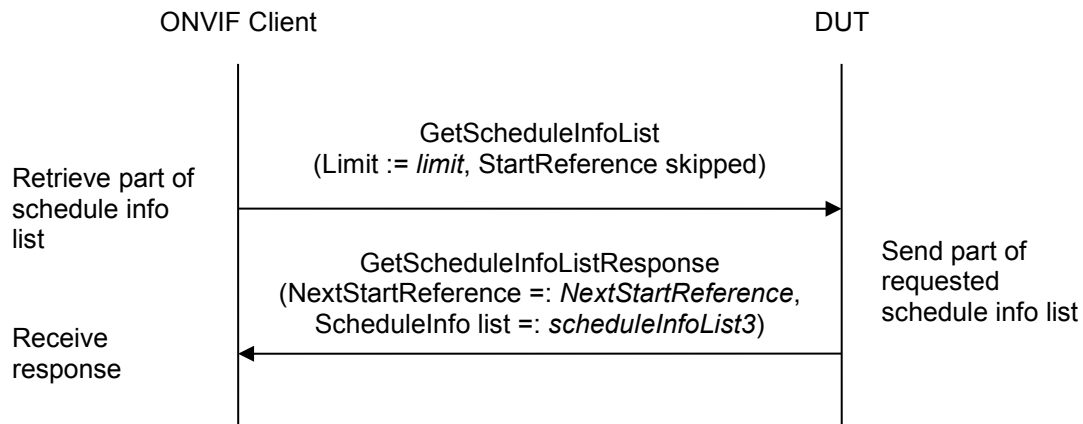 ONVIF Client
DUT
GetScheduleInfoList
(Limit := limit, StartReference skipped)
Retrieve part of
schedule info
list
GetScheduleInfoListResponse
(NextStartReference =: NextStartReference,
ScheduleInfo list =: scheduleInfoList3)
Send part of
requested
schedule info list
Receive
response